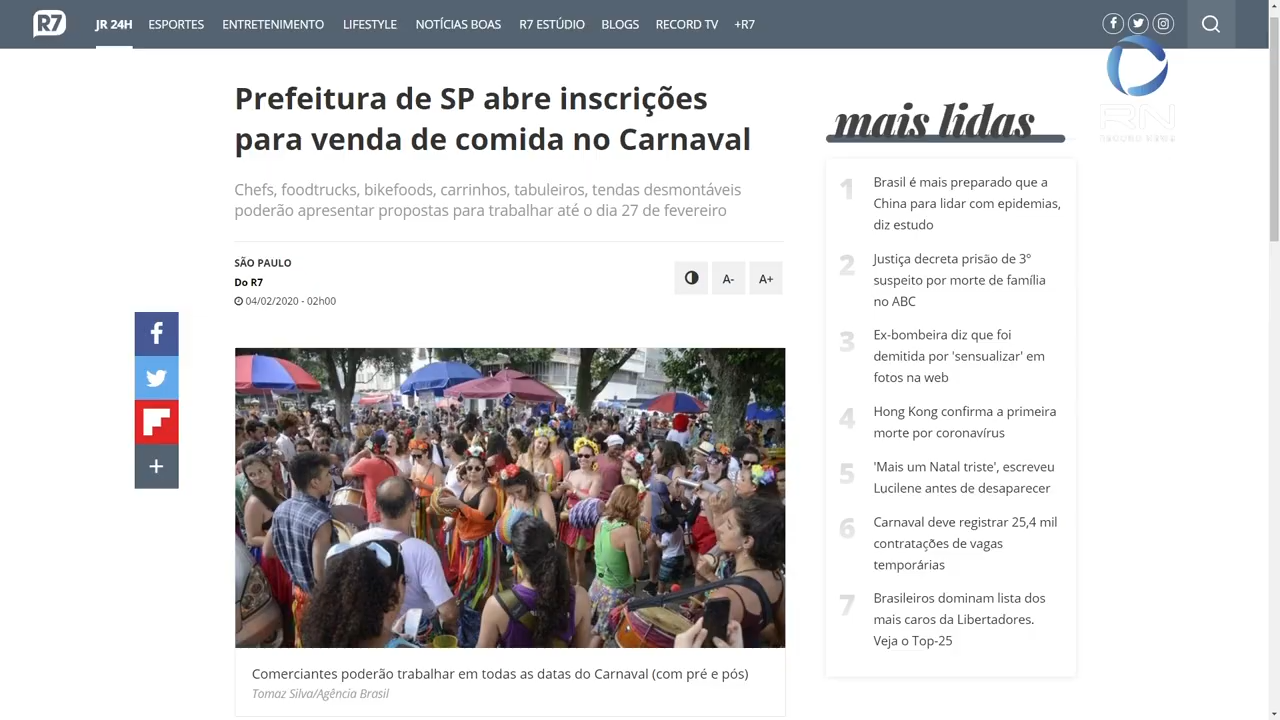 R7
JR 24H ESPORTES ENTRETENIMENTO LIFESTYLE NOTÍCIAS BOAS R7 ESTÚDIO BLOGS RECORD TV +R7
Prefeitura de SP abre inscrições
para venda de comida no Carnaval
Chefs, foodtrucks, bikefoods, carrinhos, tabuleiros, tendas desmontáveis
poderão apresentar propostas para trabalhar até o dia 27 de fevereiro
SÃO PAULO
Do R7
04/02/2020 - 02h00
A- A+
Comerciantes poderão trabalhar em todas as datas do Carnaval (com pré e pós)
Tomaz Silva/Agência Brasil
RN
RECORD NEWS
mais lidas
1 Brasil é mais preparado que a
China para lidar com epidemias,
diz estudo
2 Justiça decreta prisão de 3º
suspeito por morte de família
no ABC
3 Ex-bombeira diz que foi
demitida por 'sensualizar' em
fotos na web
4 Hong Kong confirma a primeira
morte por coronavírus
5 'Mais um Natal triste', escreveu
Lucilene antes de desaparecer
6 Carnaval deve registrar 25,4 mil
contratações de vagas
temporárias
7 Brasileiros dominam lista dos
mais caros da Libertadores.
Veja o Top-25